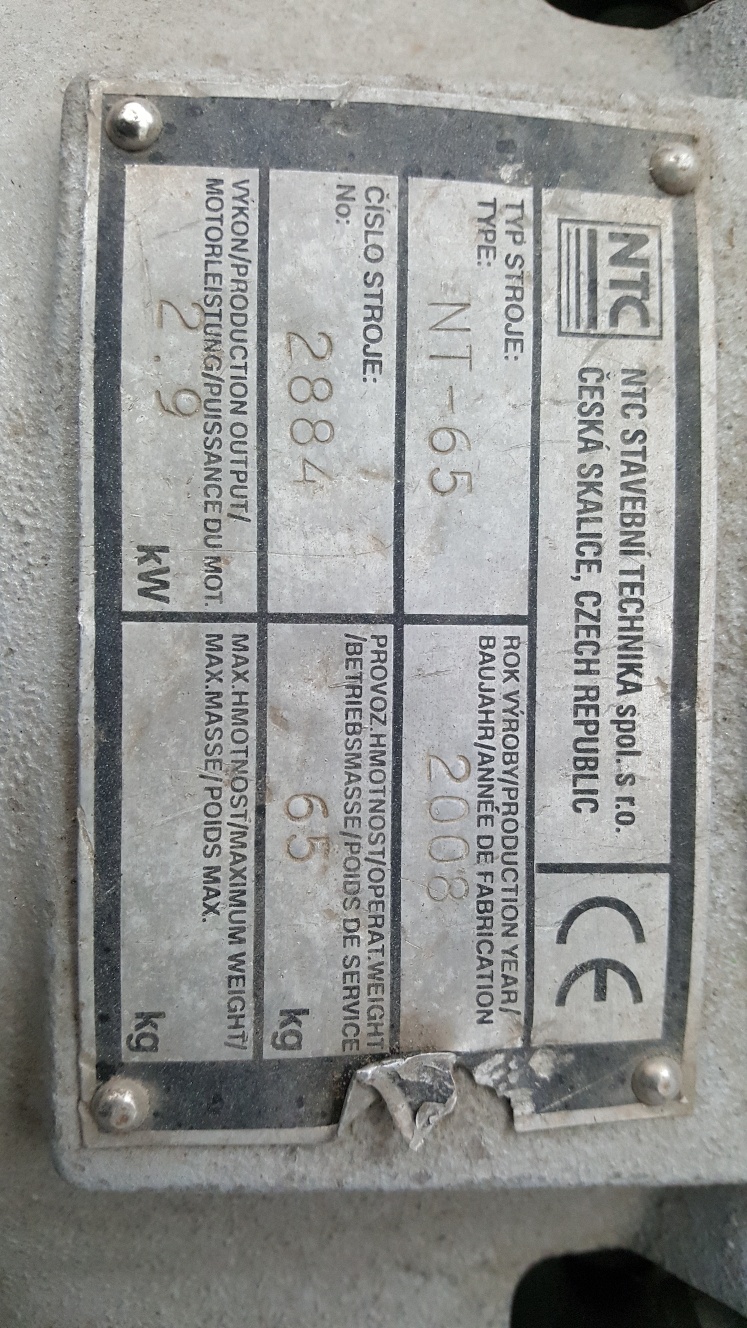 NTC
NTC STAVEBNÍ TECHNIKA spol. s r.o.
ČESKÁ SKALICE, CZECH REPUBLIC
CE
TYP STROJE:
TYPE:
NT-65
ROK VÝROBY/PRODUCTION YEAR/
BAUJAHR/ANNÉE DE FABRICATION
2008
ČÍSLO STROJE:
No:
2884
PROVOZ.HMOTNOST/OPERAT.WEIGHT
/BETRIEBSMASSE/POIDS DE SERVICE
65
kg
VÝKON/PRODUCTION OUTPUT/
MOTORLEISTUNG/PUISSANCE DU MOT.
2.9
kW
MAX.HMOTNOST/MAXIMUM WEIGHT/
MAX.MASSE/POIDS MAX.
kg